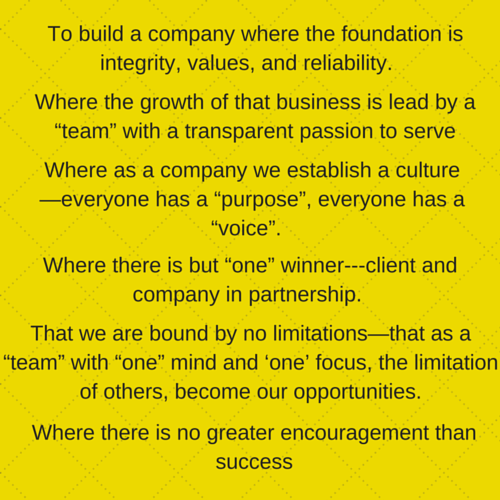 To build a company where the foundation is
integrity, values, and reliability.
Where the growth of that business is lead by a
“team” with a transparent passion to serve
Where as a company we establish a culture
—everyone has a “purpose”, everyone has a
“voice”.
Where there is but “one” winner---client and
company in partnership.
That we are bound by no limitations—that as a
“team” with “one” mind and ‘one’ focus, the limitation
of others, become our opportunities.
Where there is no greater encouragement than
success